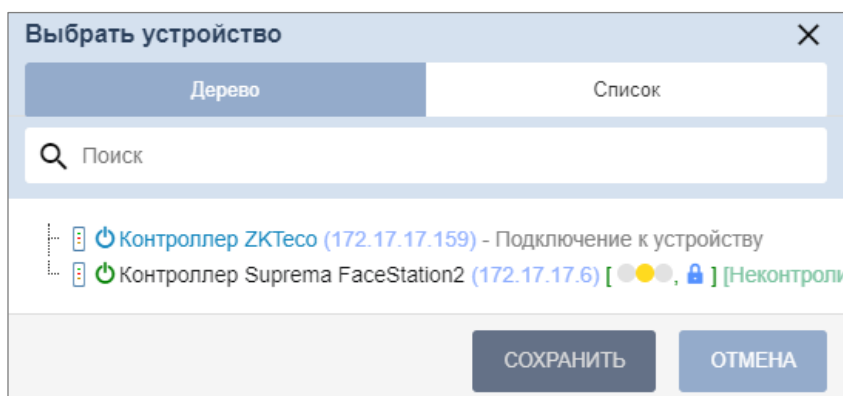 Выбрать устройство
Дерево Список
Поиск
Контроллер ZKTeco (172.17.17.159) - Подключение к устройству
Контроллер Suprema FaceStation2 (172.17.17.6) [ , ] [Неконтроли
СОХРАНИТЬ ОТМЕНА